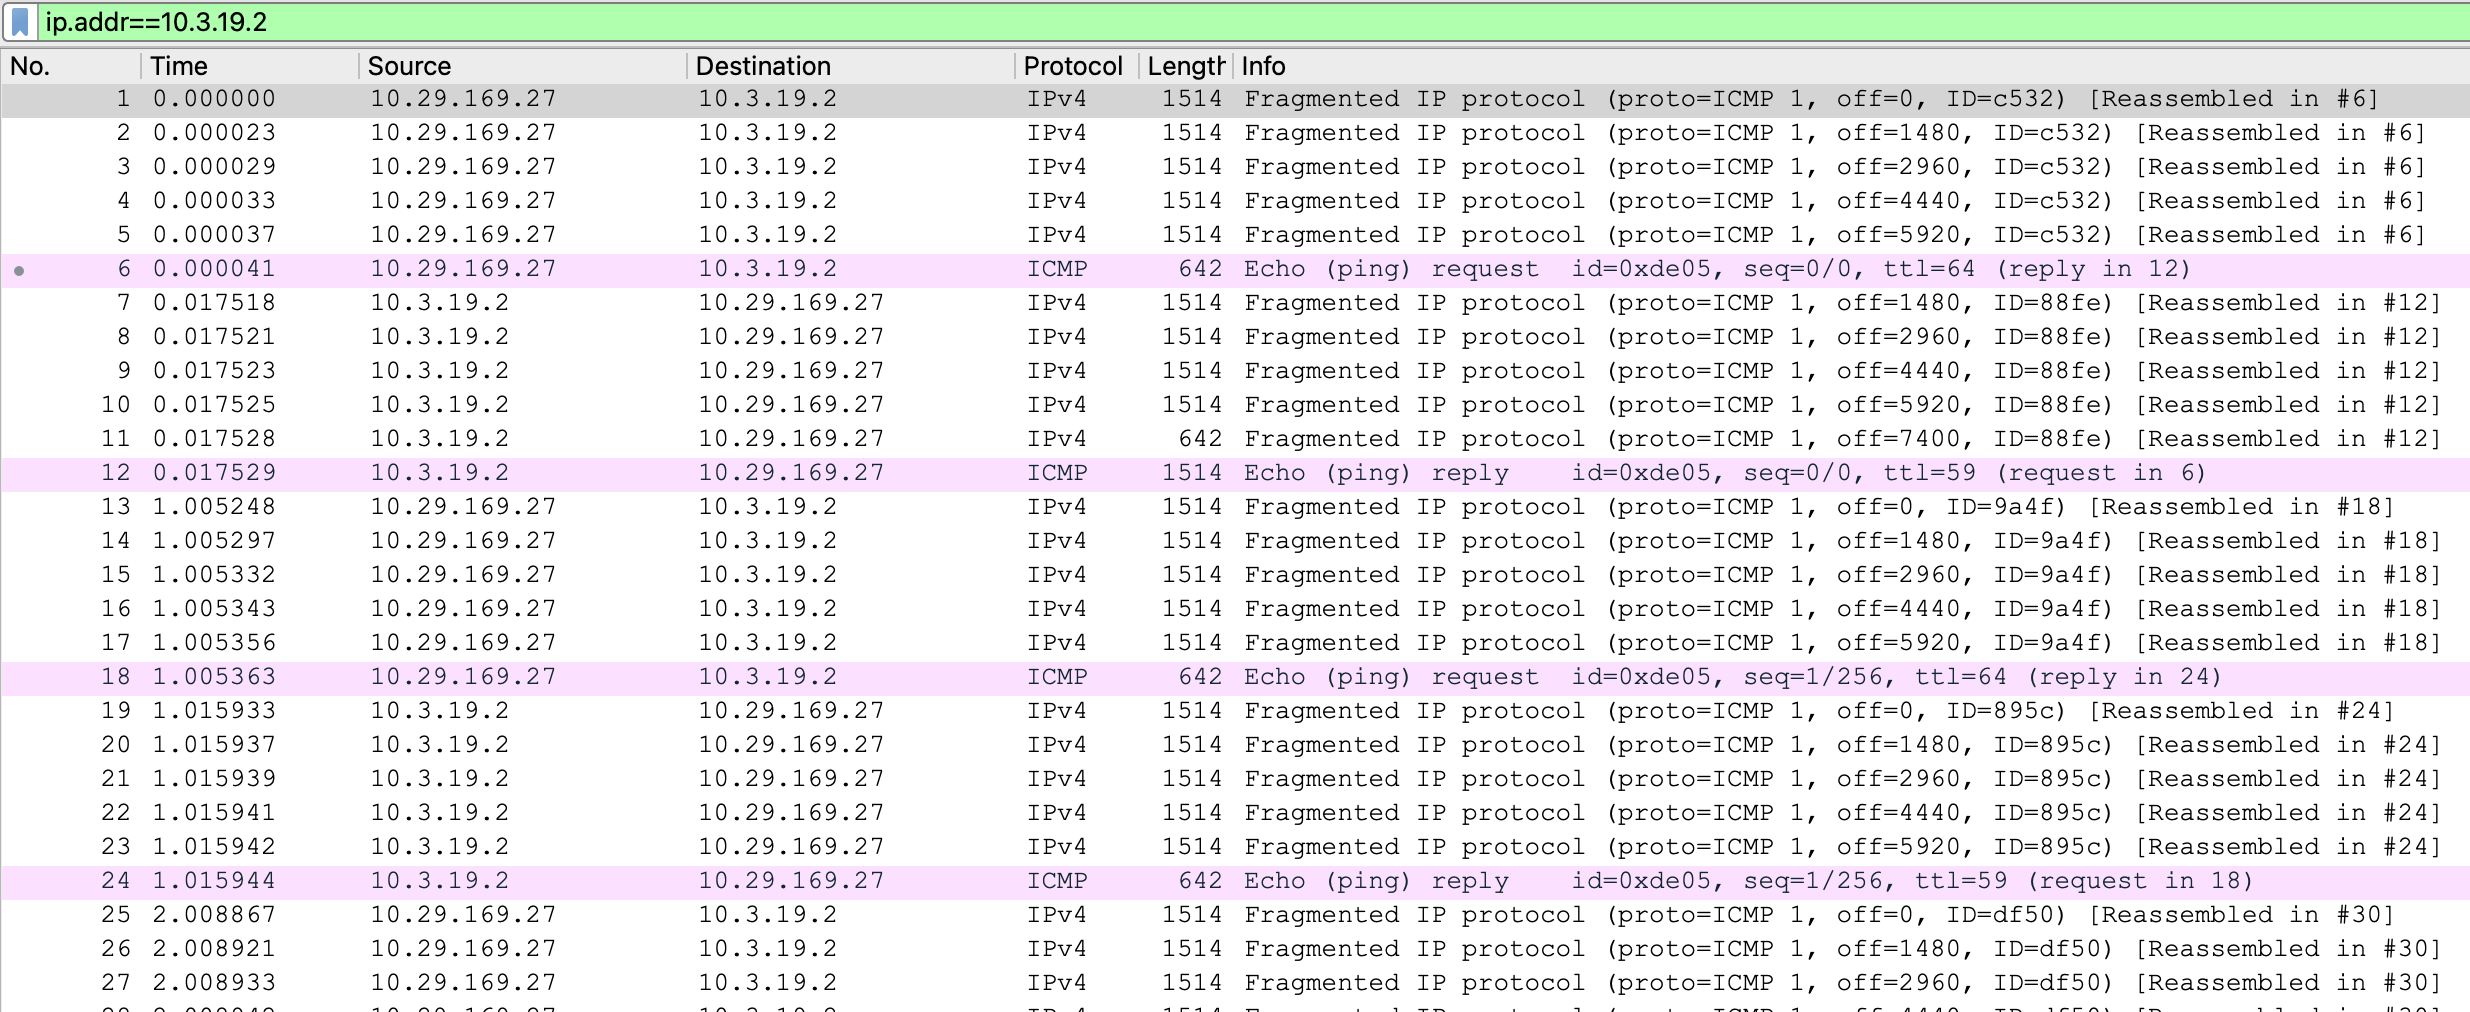 ip.addr==10.3.19.2
No. Time Source Destination Protocol Length Info
1 0.000000 10.29.169.27 10.3.19.2 IPv4 1514 Fragmented IP protocol (proto=ICMP 1, off=0, ID=c532) [Reassembled in #6]
2 0.000023 10.29.169.27 10.3.19.2 IPv4 1514 Fragmented IP protocol (proto=ICMP 1, off=1480, ID=c532) [Reassembled in #6]
3 0.000029 10.29.169.27 10.3.19.2 IPv4 1514 Fragmented IP protocol (proto=ICMP 1, off=2960, ID=c532) [Reassembled in #6]
4 0.000033 10.29.169.27 10.3.19.2 IPv4 1514 Fragmented IP protocol (proto=ICMP 1, off=4440, ID=c532) [Reassembled in #6]
5 0.000037 10.29.169.27 10.3.19.2 IPv4 1514 Fragmented IP protocol (proto=ICMP 1, off=5920, ID=c532) [Reassembled in #6]
6 0.000041 10.29.169.27 10.3.19.2 ICMP 642 Echo (ping) request id=0xde05, seq=0/0, ttl=64 (reply in 12)
7 0.017518 10.3.19.2 10.29.169.27 IPv4 1514 Fragmented IP protocol (proto=ICMP 1, off=1480, ID=88fe) [Reassembled in #12]
8 0.017521 10.3.19.2 10.29.169.27 IPv4 1514 Fragmented IP protocol (proto=ICMP 1, off=2960, ID=88fe) [Reassembled in #12]
9 0.017523 10.3.19.2 10.29.169.27 IPv4 1514 Fragmented IP protocol (proto=ICMP 1, off=4440, ID=88fe) [Reassembled in #12]
10 0.017525 10.3.19.2 10.29.169.27 IPv4 1514 Fragmented IP protocol (proto=ICMP 1, off=5920, ID=88fe) [Reassembled in #12]
11 0.017528 10.3.19.2 10.29.169.27 IPv4 642 Fragmented IP protocol (proto=ICMP 1, off=7400, ID=88fe) [Reassembled in #12]
12 0.017529 10.3.19.2 10.29.169.27 ICMP 1514 Echo (ping) reply id=0xde05, seq=0/0, ttl=59 (request in 6)
13 1.005248 10.29.169.27 10.3.19.2 IPv4 1514 Fragmented IP protocol (proto=ICMP 1, off=0, ID=9a4f) [Reassembled in #18]
14 1.005297 10.29.169.27 10.3.19.2 IPv4 1514 Fragmented IP protocol (proto=ICMP 1, off=1480, ID=9a4f) [Reassembled in #18]
15 1.005332 10.29.169.27 10.3.19.2 IPv4 1514 Fragmented IP protocol (proto=ICMP 1, off=2960, ID=9a4f) [Reassembled in #18]
16 1.005343 10.29.169.27 10.3.19.2 IPv4 1514 Fragmented IP protocol (proto=ICMP 1, off=4440, ID=9a4f) [Reassembled in #18]
17 1.005356 10.29.169.27 10.3.19.2 IPv4 1514 Fragmented IP protocol (proto=ICMP 1, off=5920, ID=9a4f) [Reassembled in #18]
18 1.005363 10.29.169.27 10.3.19.2 ICMP 642 Echo (ping) request id=0xde05, seq=1/256, ttl=64 (reply in 24)
19 1.015933 10.3.19.2 10.29.169.27 IPv4 1514 Fragmented IP protocol (proto=ICMP 1, off=0, ID=895c) [Reassembled in #24]
20 1.015937 10.3.19.2 10.29.169.27 IPv4 1514 Fragmented IP protocol (proto=ICMP 1, off=1480, ID=895c) [Reassembled in #24]
21 1.015939 10.3.19.2 10.29.169.27 IPv4 1514 Fragmented IP protocol (proto=ICMP 1, off=2960, ID=895c) [Reassembled in #24]
22 1.015941 10.3.19.2 10.29.169.27 IPv4 1514 Fragmented IP protocol (proto=ICMP 1, off=4440, ID=895c) [Reassembled in #24]
23 1.015942 10.3.19.2 10.29.169.27 IPv4 1514 Fragmented IP protocol (proto=ICMP 1, off=5920, ID=895c) [Reassembled in #24]
24 1.015944 10.3.19.2 10.29.169.27 ICMP 642 Echo (ping) reply id=0xde05, seq=1/256, ttl=59 (request in 18)
25 2.008867 10.29.169.27 10.3.19.2 IPv4 1514 Fragmented IP protocol (proto=ICMP 1, off=0, ID=df50) [Reassembled in #30]
26 2.008921 10.29.169.27 10.3.19.2 IPv4 1514 Fragmented IP protocol (proto=ICMP 1, off=1480, ID=df50) [Reassembled in #30]
27 2.008933 10.29.169.27 10.3.19.2 IPv4 1514 Fragmented IP protocol (proto=ICMP 1, off=2960, ID=df50) [Reassembled in #30]